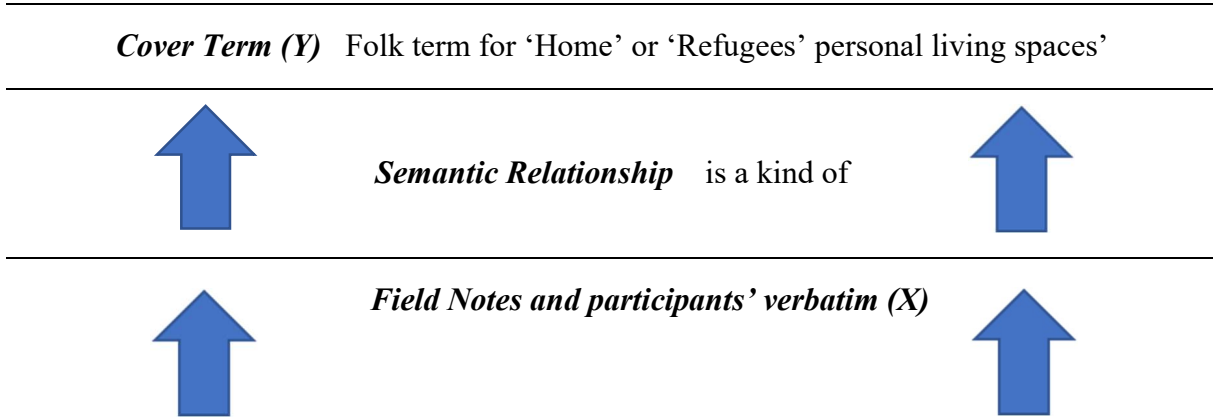 Cover Term (Y) Folk term for ‘Home’ or ‘Refugees’ personal living spaces’
Semantic Relationship is a kind of
Field Notes and participants’ verbatim (X)